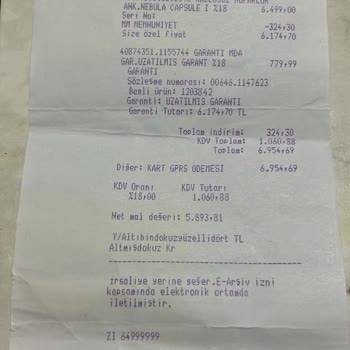 ANK.NEBULA CAPSULE I %18 6.499,00
Seri No:
MM MEMNUNIYET -324,30
Size özel fiyat 6.174,70
40874351.1155744 GARANTI MDA
GAR.UZATILMIS GARANT %18 779,99
GARANTI
Sözleşme numarası: 00646.1147623
Bağlı ürün: 1203842
Garanti: UZATILMIS GARANTI
Garanti Tutarı: 6.174,70 TL
Toplam indirim: 324,30
KDV Toplam: 1.060,88
Toplam: 6.954,69
Diğer: KART GPRS ODEMESI 6.954,69
KDV Oranı KDV Tutarı
%18,00 1.060,88
Net mal değeri: 5.893,81
Y/Altıbindokuzyüzellidört TL
Altmışdokuz Kr
İrsaliye yerine geçer.E-Arşiv izni
kapsamında elektronik ortamda
iletilmiştir.
ZI 64999999